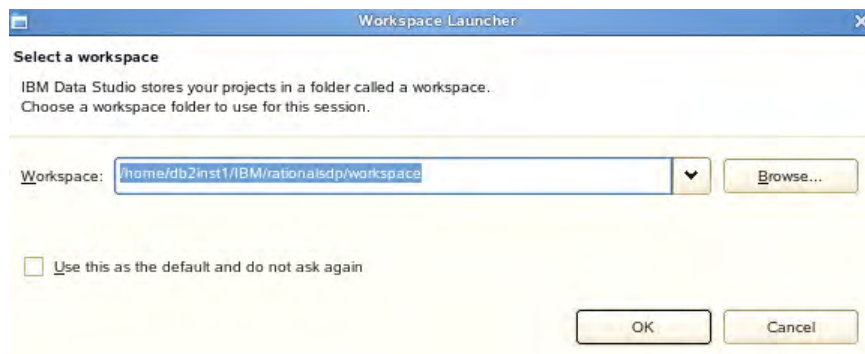 Workspace Launcher
Select a workspace
IBM Data Studio stores your projects in a folder called a workspace.
Choose a workspace folder to use for this session.
Workspace: /home/db2inst1/IBM/rationalsdp/workspace Browse...
Use this as the default and do not ask again
OK Cancel